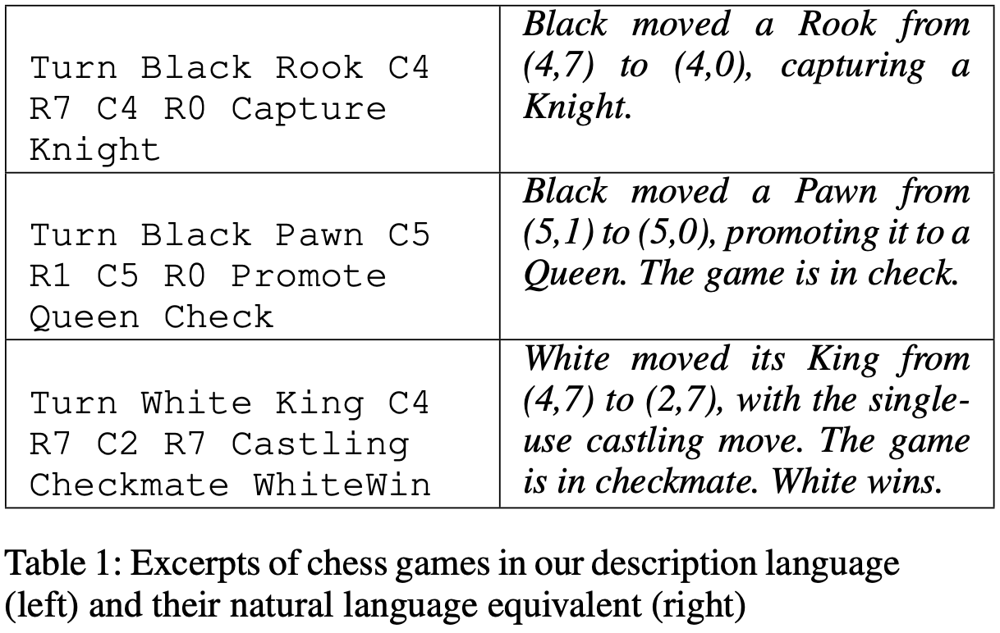 Turn Black Rook C4
R7 C4 R0 Capture
Knight
Black moved a Rook from
(4,7) to (4,0), capturing a
Knight.
Turn Black Pawn C5
R1 C5 R0 Promote
Queen Check
Black moved a Pawn from
(5,1) to (5,0), promoting it to a
Queen. The game is in check.
Turn White King C4
R7 C2 R7 Castling
Checkmate WhiteWin
White moved its King from
(4,7) to (2,7), with the single-
use castling move. The game
is in checkmate. White wins.
Table 1: Excerpts of chess games in our description language
(left) and their natural language equivalent (right)